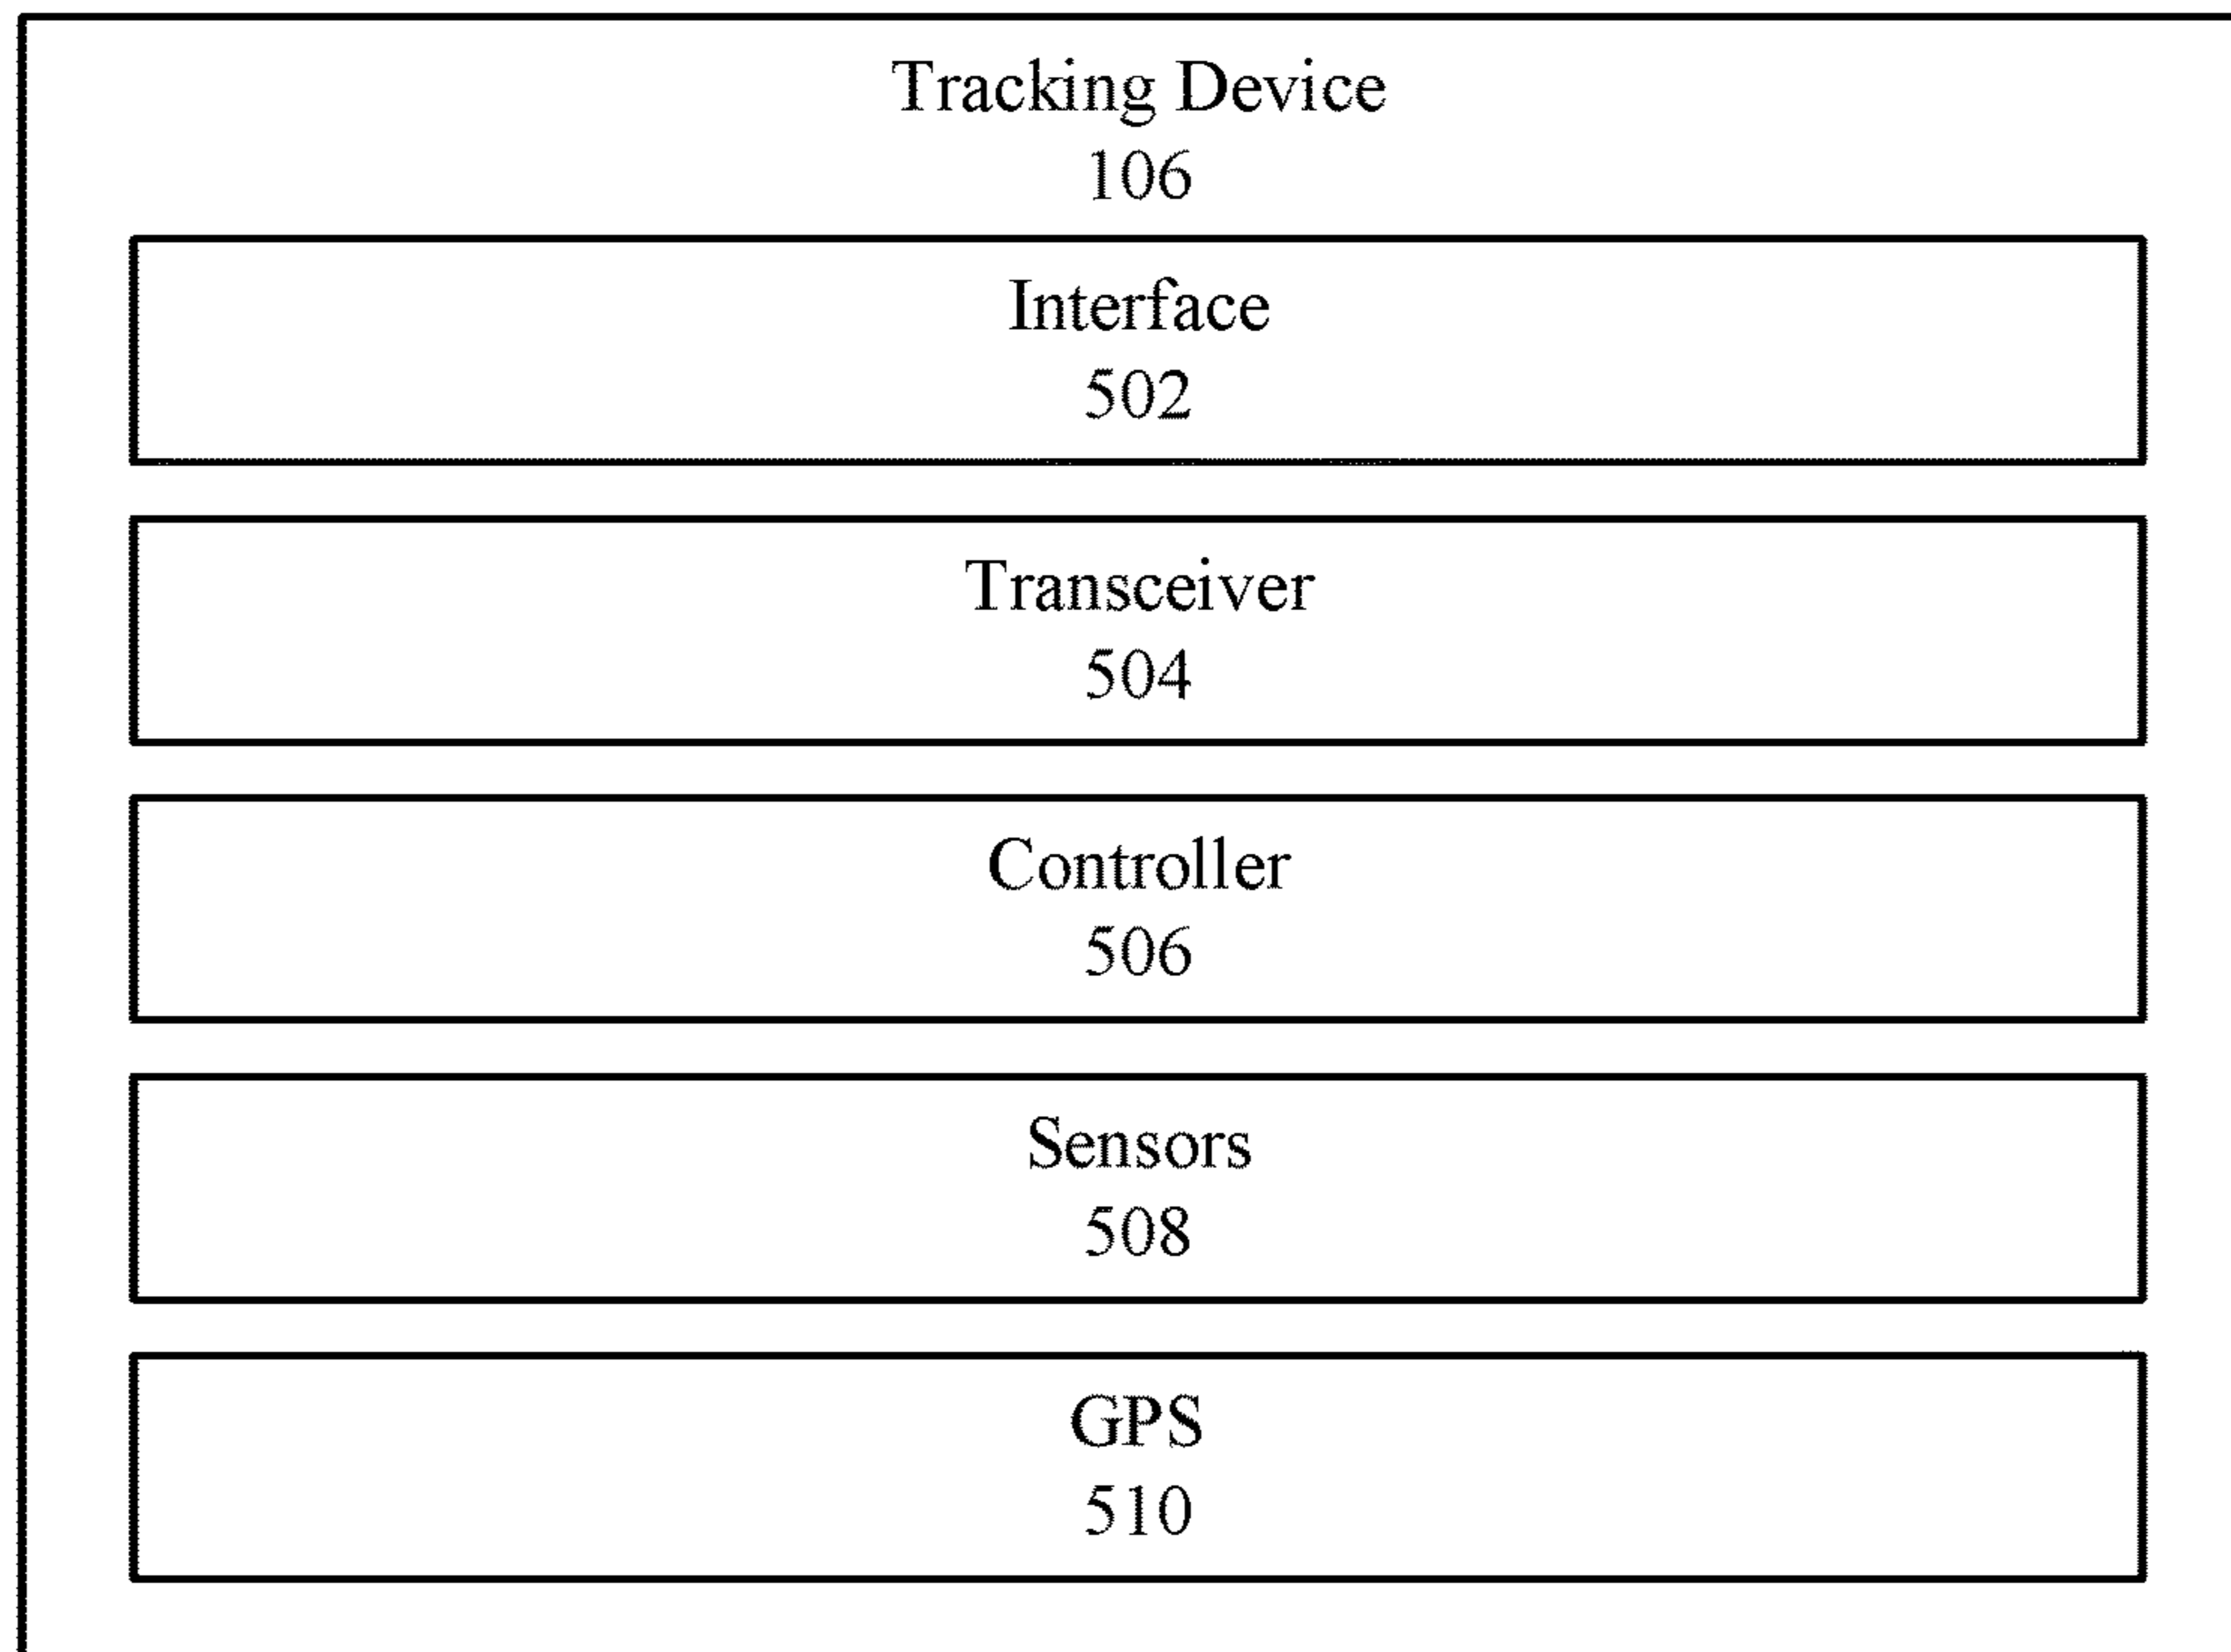 Tracking Device
106
Interface
502
Transceiver
504
Controller
506
Sensors
508
GPS
510